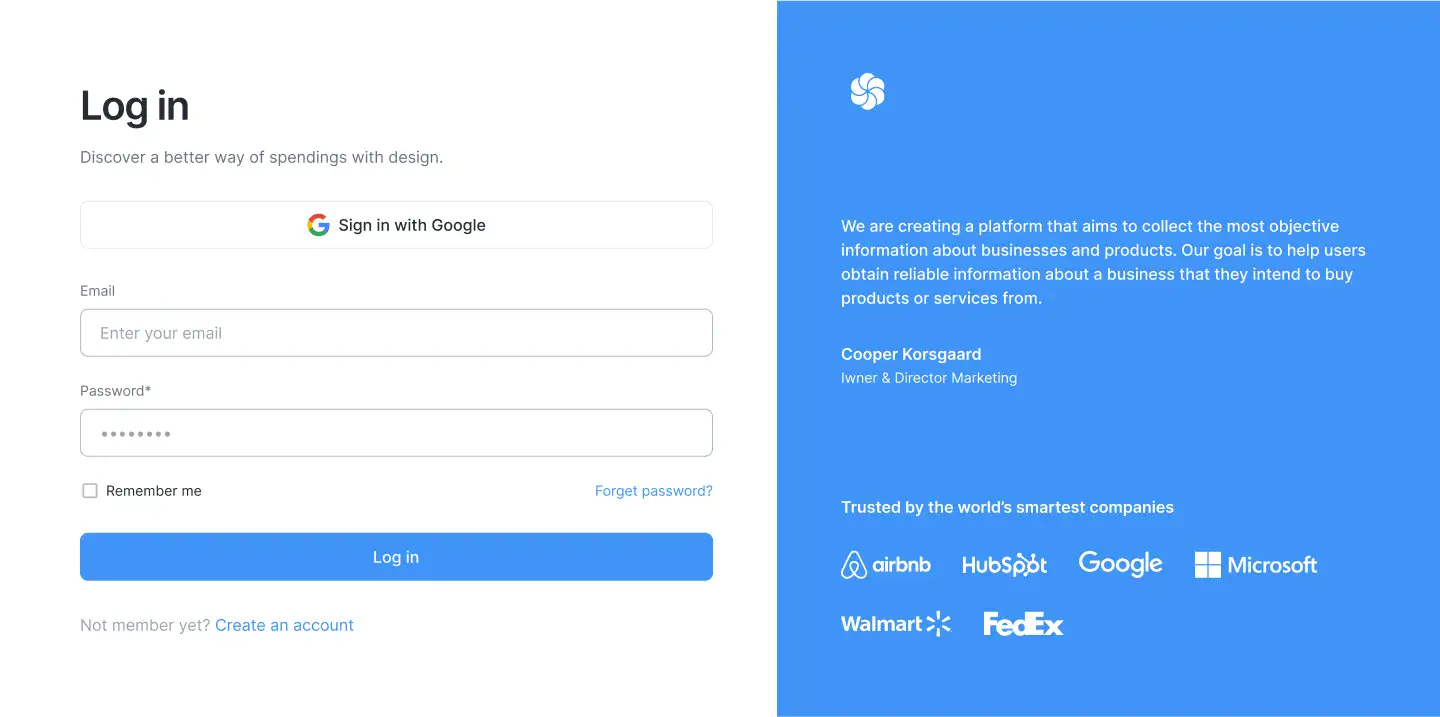 Log in
Discover a better way of spendings with design.
Sign in with Google
Email
Enter your email
Password*
Remember me
Forget password?
Log in
Not member yet? Create an account
We are creating a platform that aims to collect the most objective
information about businesses and products. Our goal is to help users
obtain reliable information about a business that they intend to buy
products or services from.
Cooper Korsgaard
Iwner & Director Marketing
Trusted by the world’s smartest companies
airbnb HubSpot Google Microsoft
Walmart FedEx